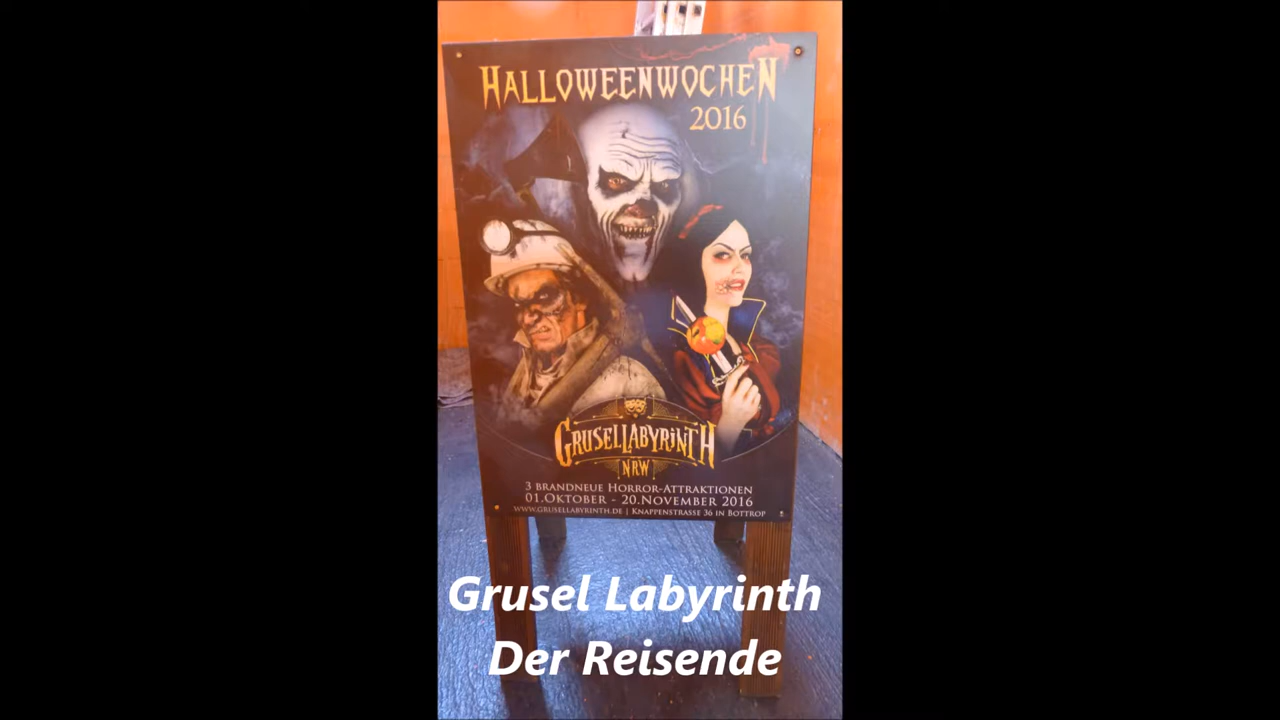 HALLOWEENWOCHEN
2016
GRUSELLABYRINTH
NRW
3 BRANDNEUE HORROR-ATTRAKTIONEN
01.OKTOBER - 20.NOVEMBER 2016
WWW.GRUSELLABYRINTH.DE | KNAPPENSTRASSE 36 IN BOTTROP
Grusel Labyrinth
Der Reisende